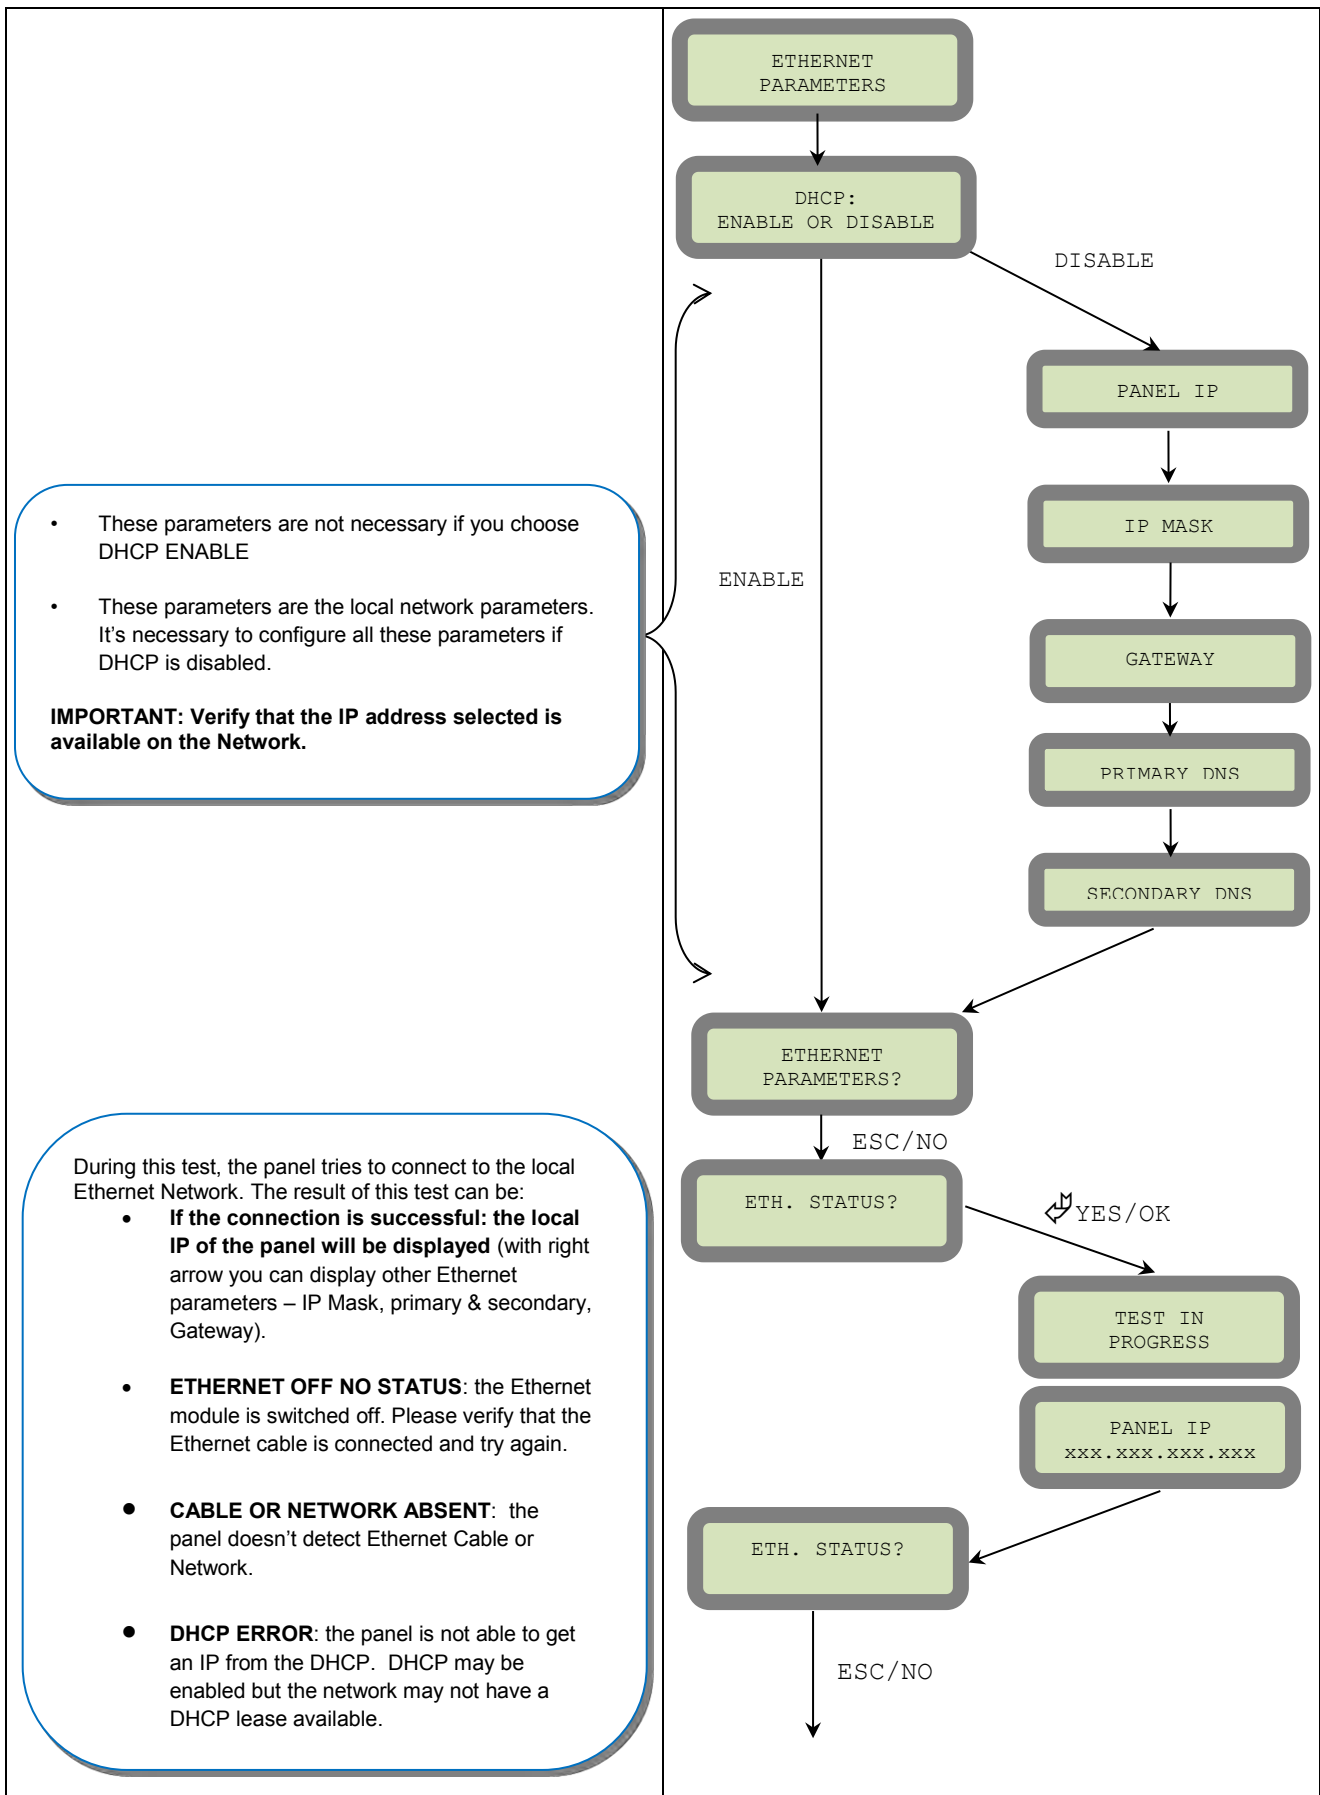 ETHERNET
PARAMETERS
DHCP:
ENABLE OR DISABLE
DISABLE
PANEL IP
IP MASK
GATEWAY
PRIMARY DNS
SECONDARY DNS
ENABLE
• These parameters are not necessary if you choose
DHCP ENABLE
• These parameters are the local network parameters.
It's necessary to configure all these parameters if
DHCP is disabled.
IMPORTANT: Verify that the IP address selected is
available on the Network.
ETHERNET
PARAMETERS?
ESC/NO
ETH. STATUS?
YES/OK
TEST IN
PROGRESS
PANEL IP
xxx.xxx.xxx.xxx
ETH. STATUS?
ESC/NO
During this test, the panel tries to connect to the local
Ethernet Network. The result of this test can be:
• If the connection is successful: the local
IP of the panel will be displayed (with right
arrow you can display other Ethernet
parameters – IP Mask, primary & secondary,
Gateway).
• ETHERNET OFF NO STATUS: the Ethernet
module is switched off. Please verify that the
Ethernet cable is connected and try again.
• CABLE OR NETWORK ABSENT: the
panel doesn't detect Ethernet Cable or
Network.
• DHCP ERROR: the panel is not able to get
an IP from the DHCP. DHCP may be
enabled but the network may not have a
DHCP lease available.